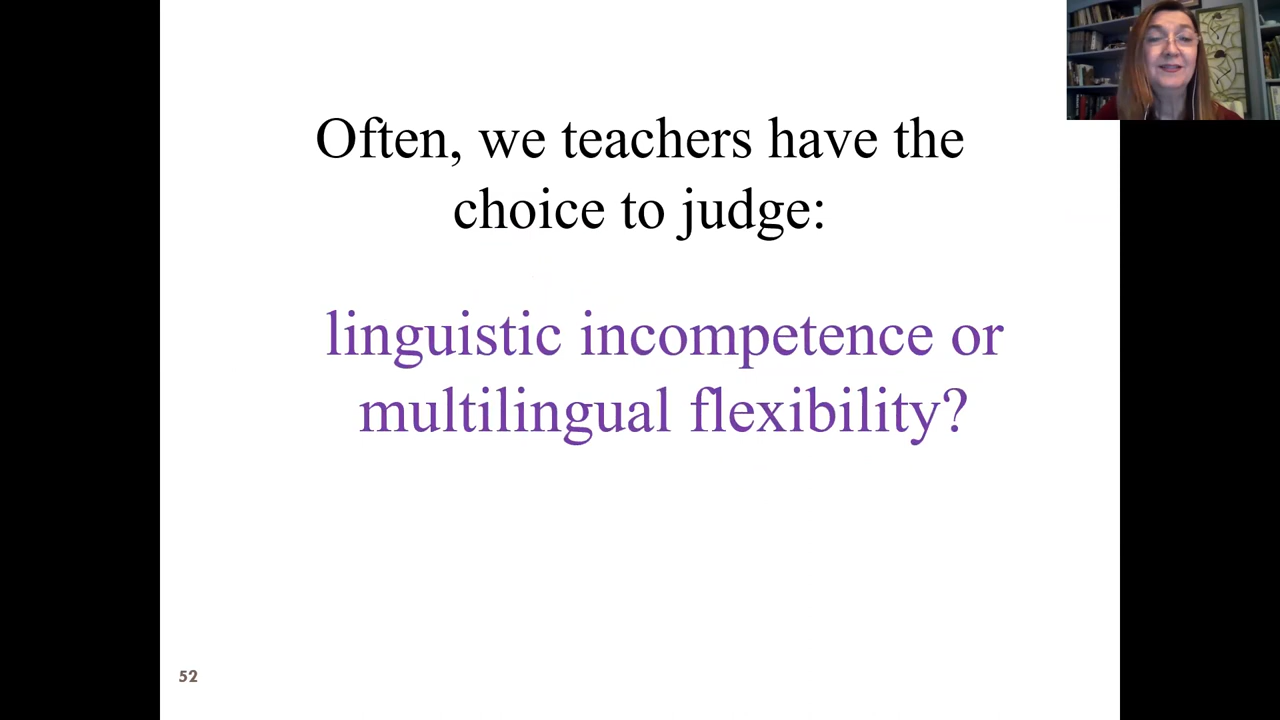 Often, we teachers have the
choice to judge:
linguistic incompetence or
multilingual flexibility?
52